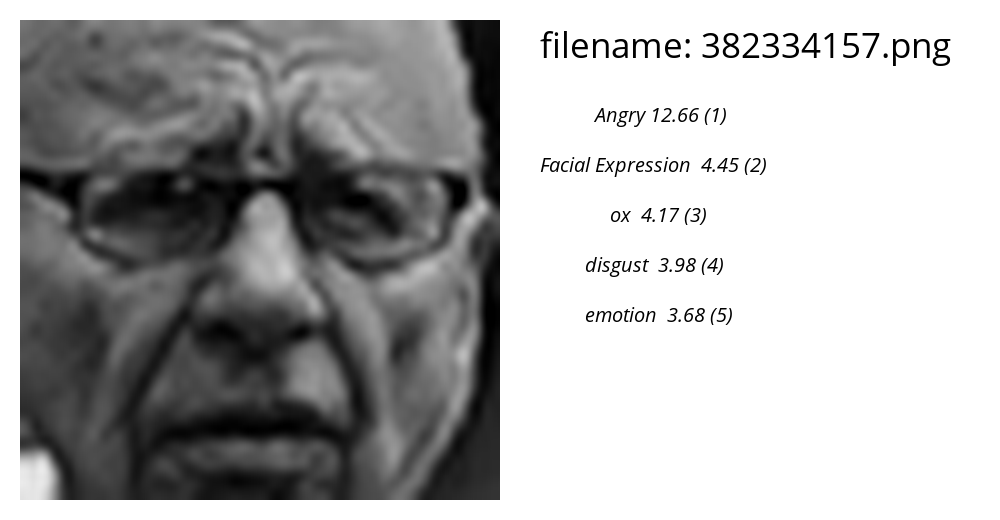 filename: 382334157.png
Angry 12.66 (1)
Facial Expression 4.45 (2)
ox 4.17 (3)
disgust 3.98 (4)
emotion 3.68 (5)